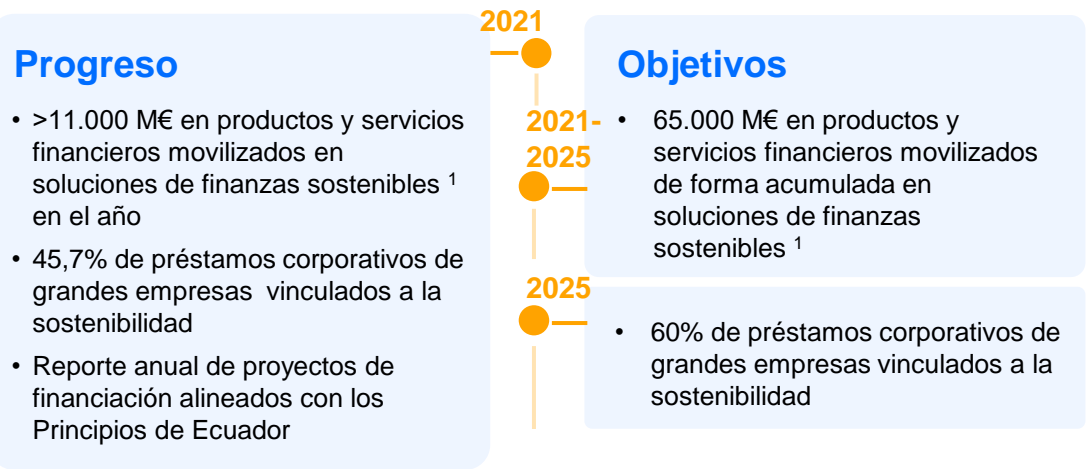 2021
Progreso
• >11.000 M€ en productos y servicios
financieros movilizados en
soluciones de finanzas sostenibles 1
en el año
• 45,7% de préstamos corporativos de
grandes empresas vinculados a la
sostenibilidad
• Reporte anual de proyectos de
financiación alineados con los
Principios de Ecuador
Objetivos
2021-
2025
• 65.000 M€ en productos y
servicios financieros movilizados
de forma acumulada en
soluciones de finanzas
sostenibles 1
2025
• 60% de préstamos corporativos de
grandes empresas vinculados a la
sostenibilidad